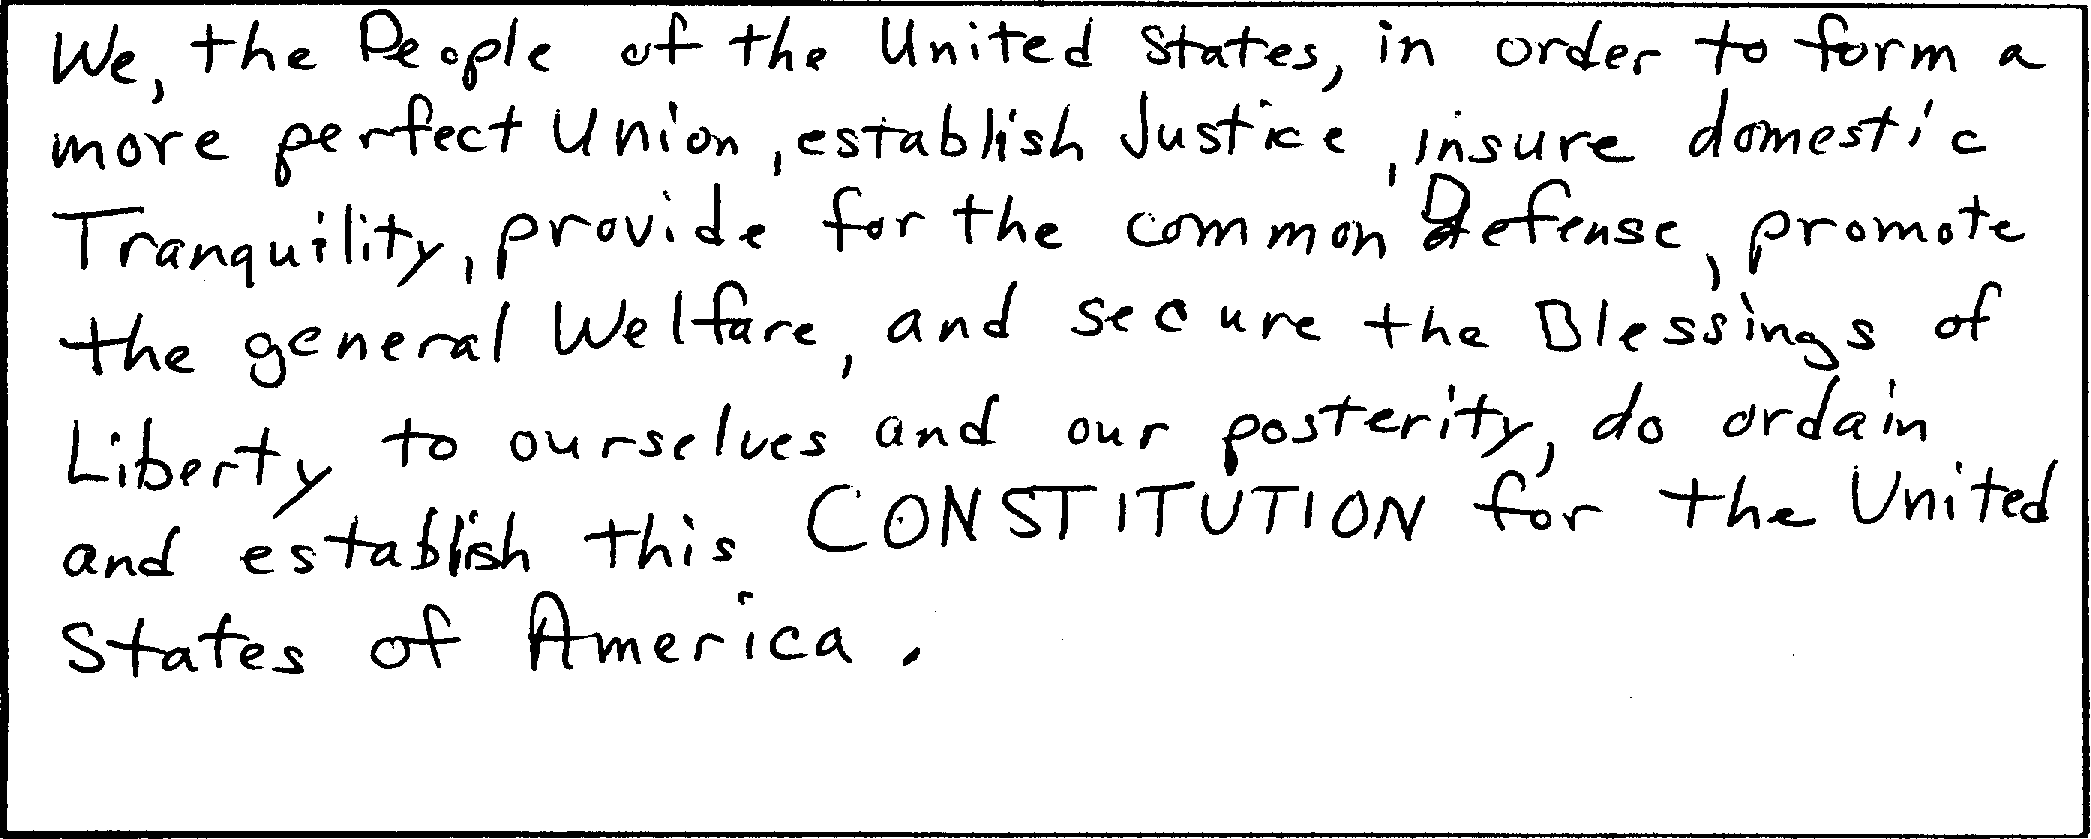 We, the People of the United States, in order to form a
more perfect Union, establish Justice, insure domestic
Tranquility, provide for the common Defense, promote
the general Welfare, and secure the Blessings of
Liberty to ourselves and our posterity, do ordain
and establish this CONSTITUTION for the United
States of America.